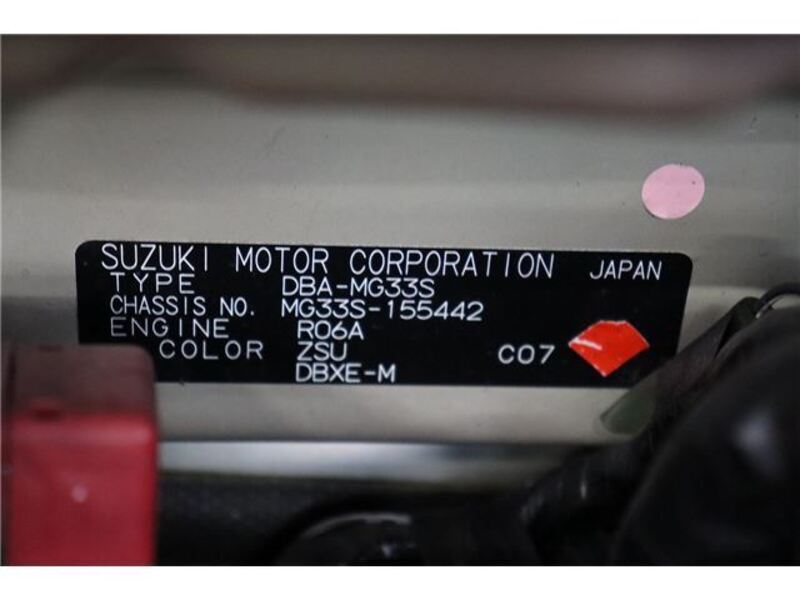 SUZUKI MOTOR CORPORATION JAPAN
TYPE DBA-MG33S
CHASSIS NO. MG33S-155442
ENGINE R06A
COLOR ZSU C07
DBXE-M